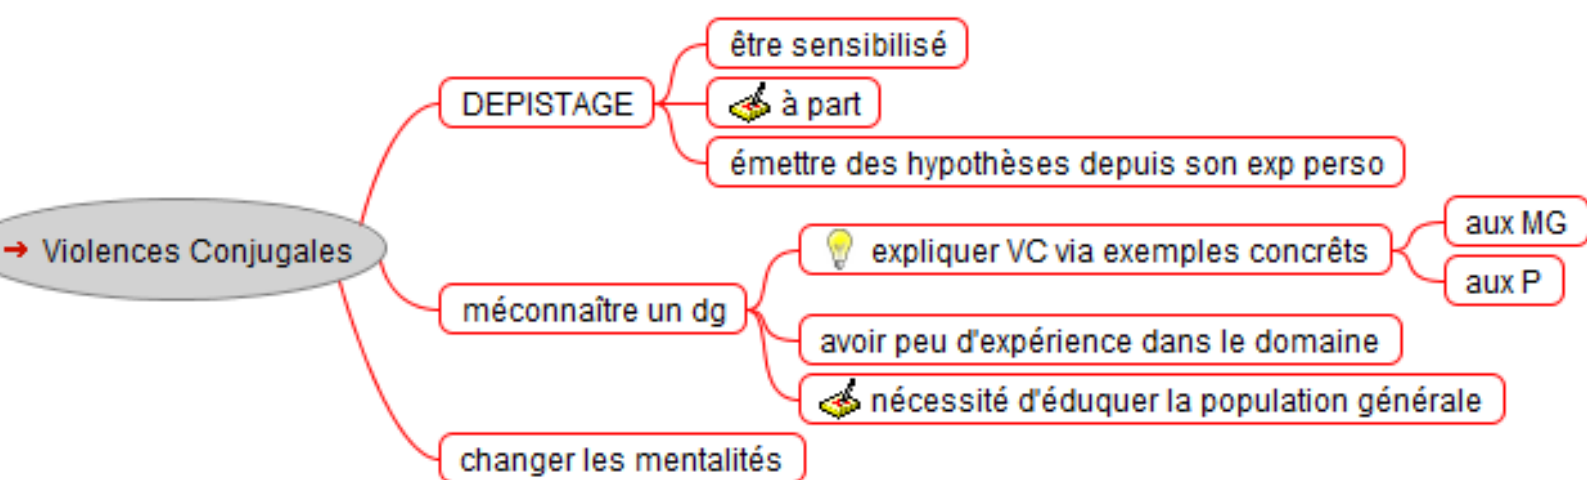 être sensibilisé
DEPISTAGE
à part
émettre des hypothèses depuis son exp perso
Violences Conjugales
aux MG
expliquer VC via exemples concrêts
aux P
méconnaître un dg
avoir peu d'expérience dans le domaine
nécessité d'éduquer la population générale
changer les mentalités